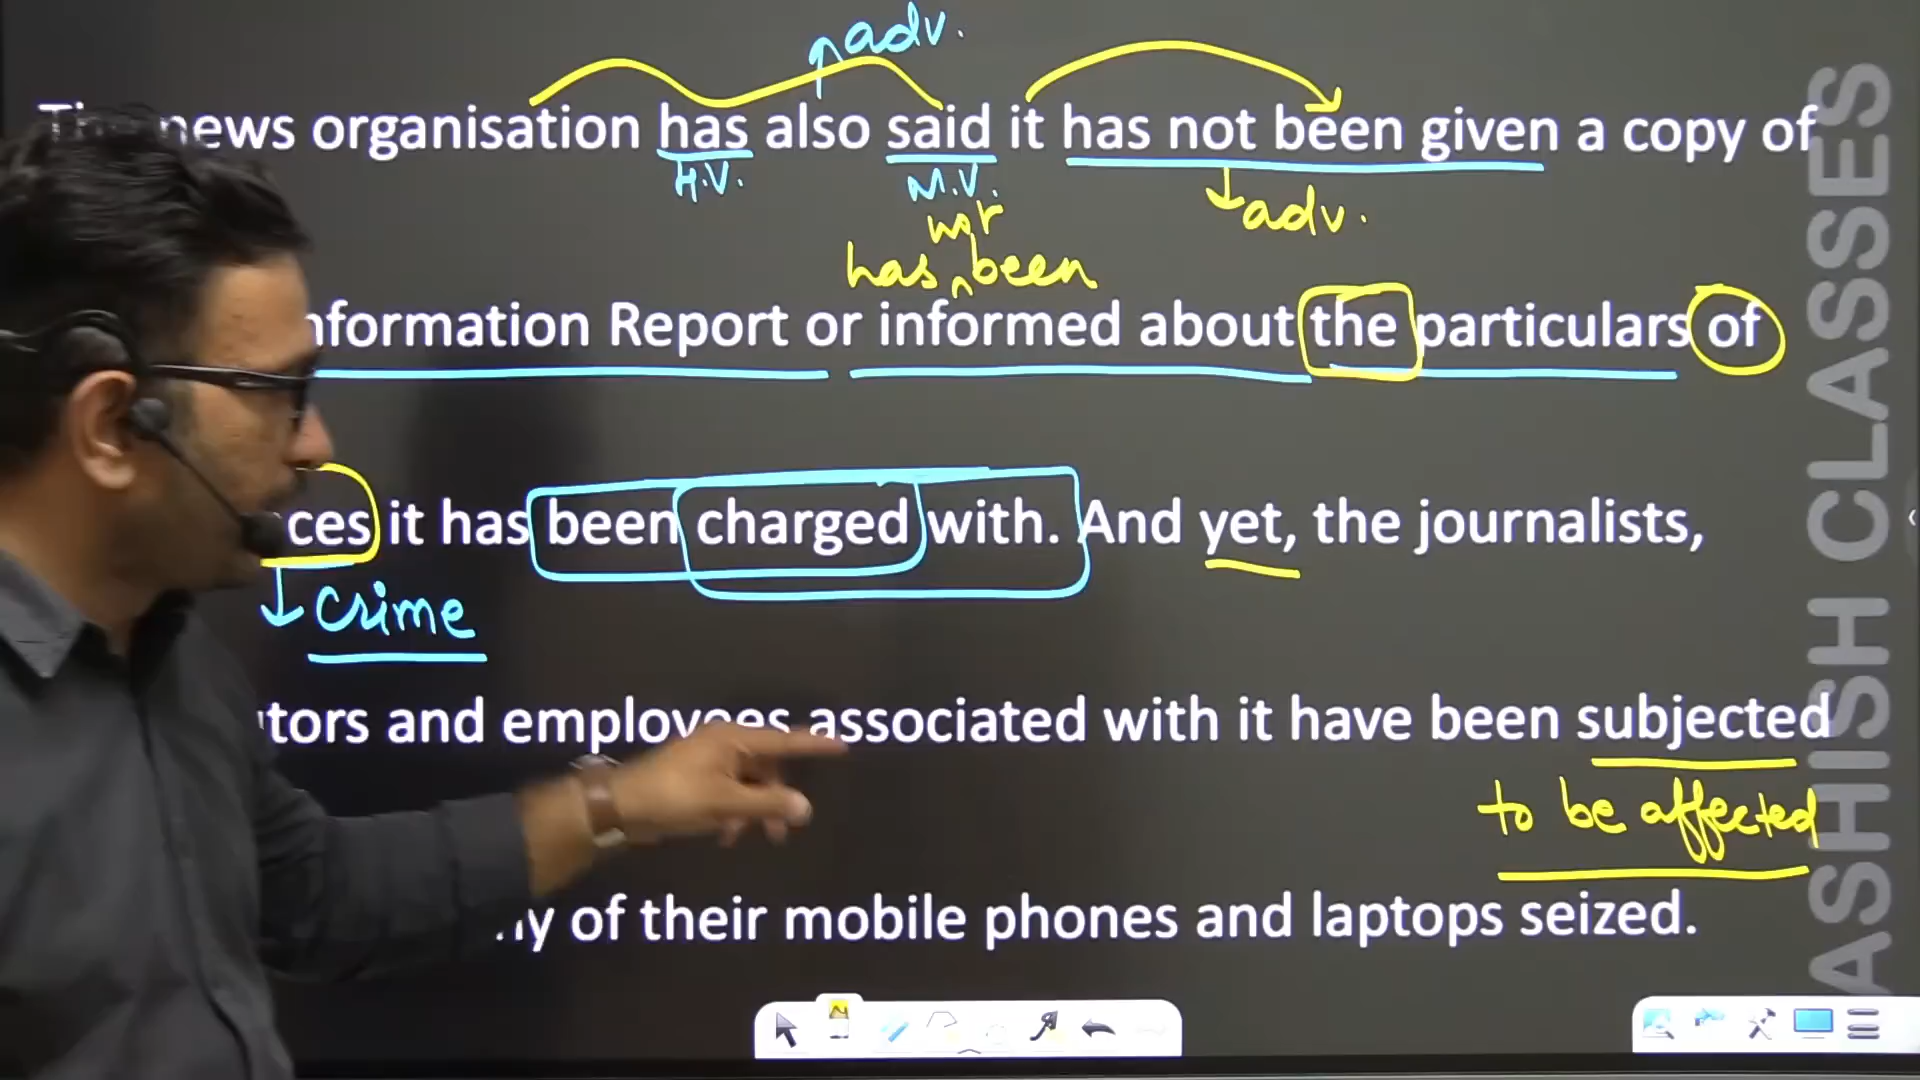 adv.
news organisation has also said it has not been given a copy of
H.V. M.V. adv.
not
has been
nformation Report or informed about the particulars of
ces it has been charged with. And yet, the journalists,
crime
tors and employees associated with it have been subjected
to be affected
of their mobile phones and laptops seized.
ASHISH CLASSES